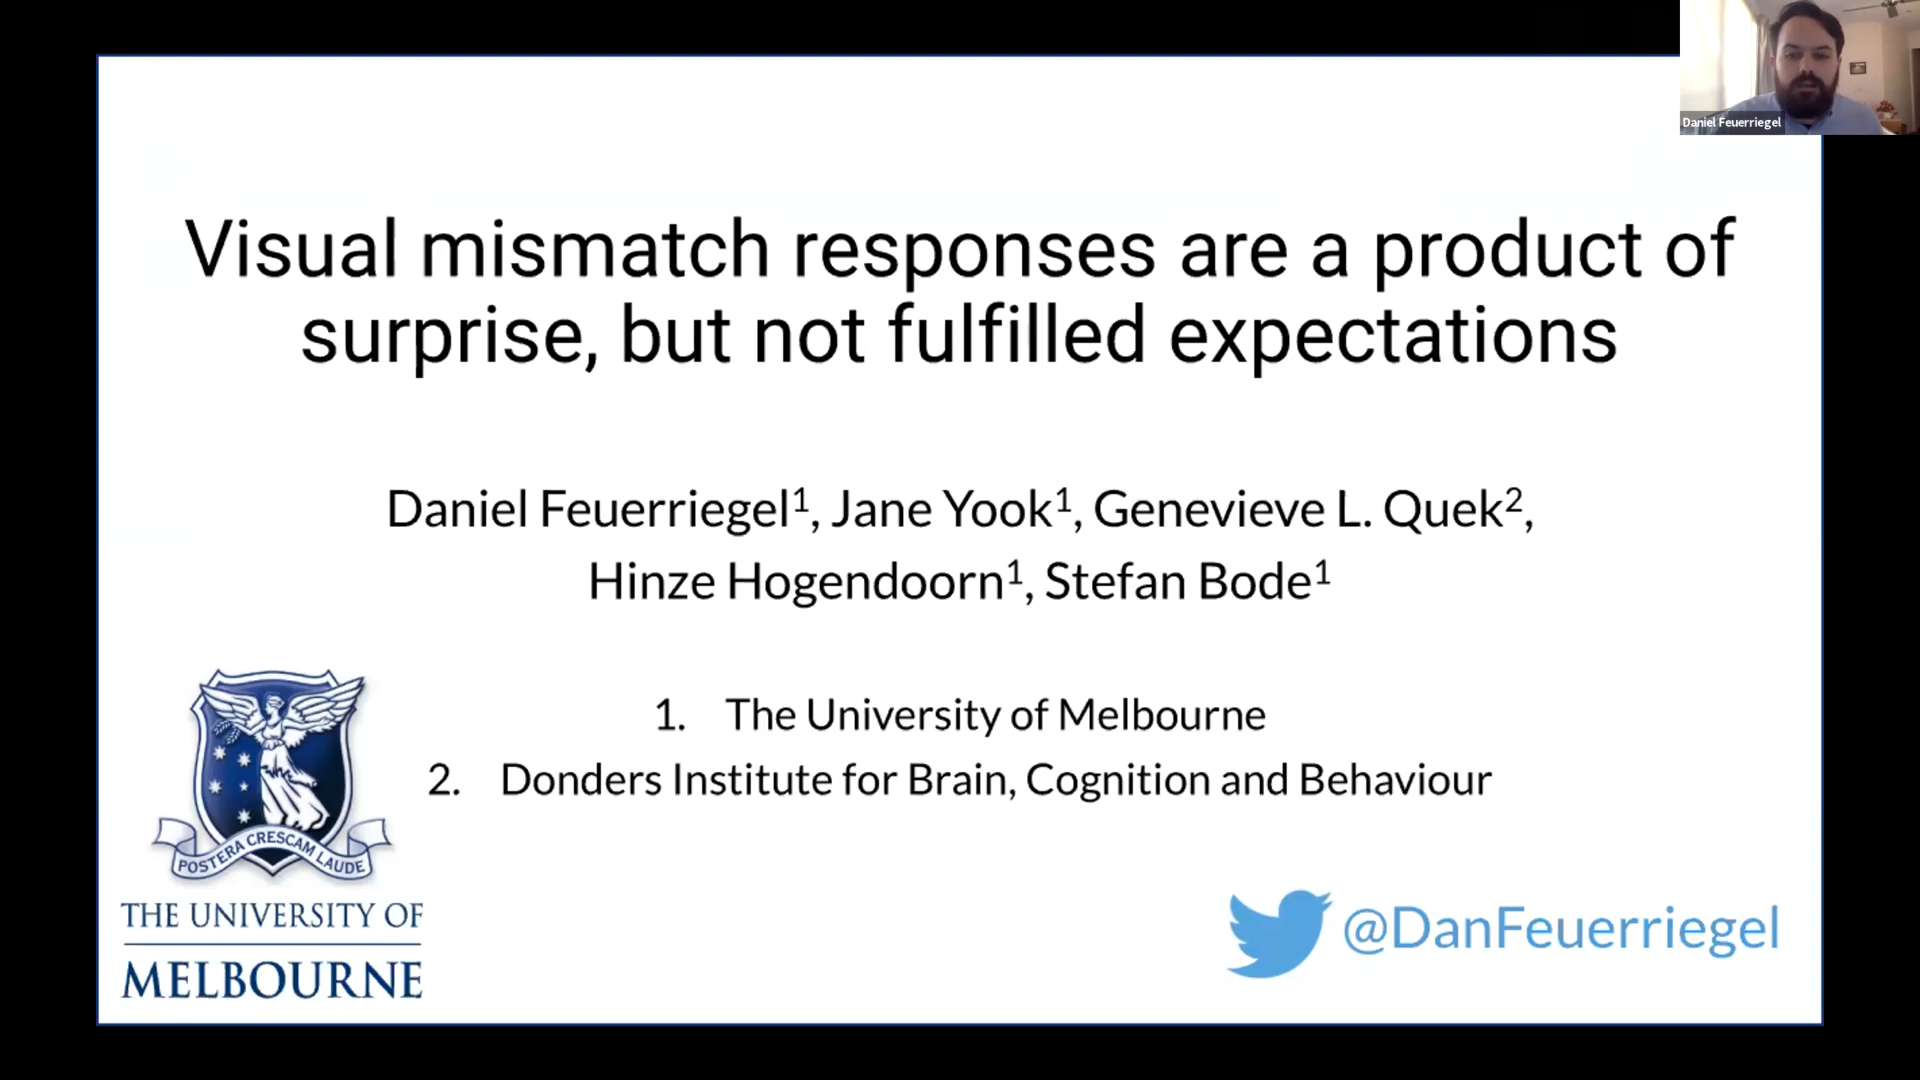 Daniel Feuerriegel
Visual mismatch responses are a product of
surprise, but not fulfilled expectations
Daniel Feuerriegel¹, Jane Yook¹, Genevieve L. Quek²,
Hinze Hogendoorn¹, Stefan Bode¹
1. The University of Melbourne
2. Donders Institute for Brain, Cognition and Behaviour
POSTERA CRESCAM LAUDE
THE UNIVERSITY OF
MELBOURNE
@DanFeuerriegel